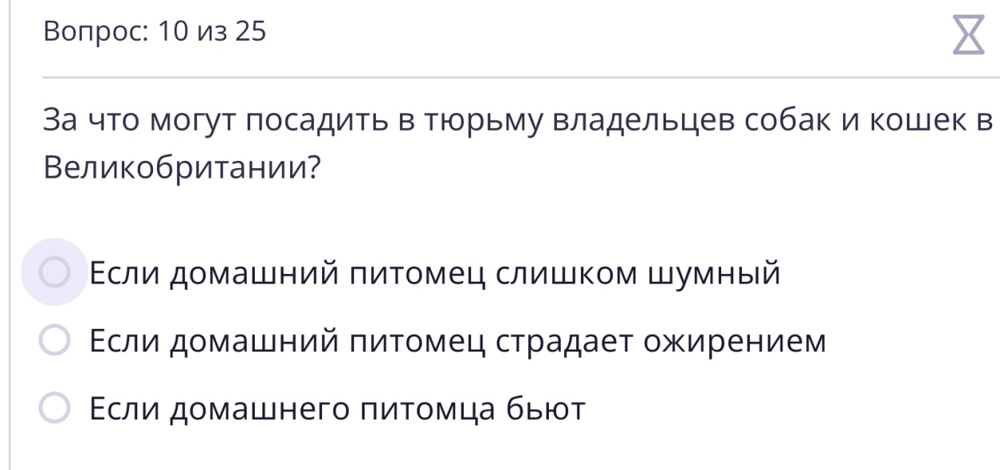 Вопрос: 10 из 25
За что могут посадить в тюрьму владельцев собак и кошек в
Великобритании?
Если домашний питомец слишком шумный
Если домашний питомец страдает ожирением
Если домашнего питомца бьют